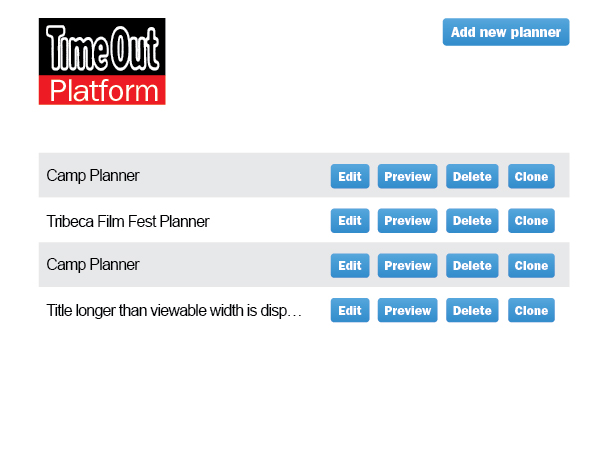 Time Out
Platform
Add new planner
Camp Planner Edit Preview Delete Clone
Tribeca Film Fest Planner Edit Preview Delete Clone
Camp Planner Edit Preview Delete Clone
Title longer than viewable width is disp… Edit Preview Delete Clone